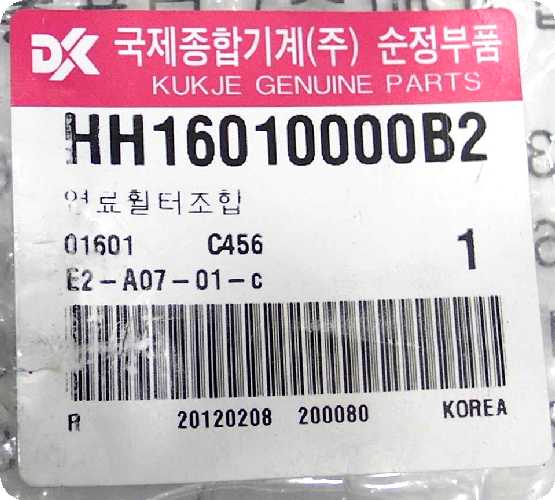 DK 국제종합기계(주) 순정부품
KUKJE GENUINE PARTS
HH16010000B2
연료휠터조합
01601 C456 1
E2-A07-01-c
R 20120208 200080 KOREA